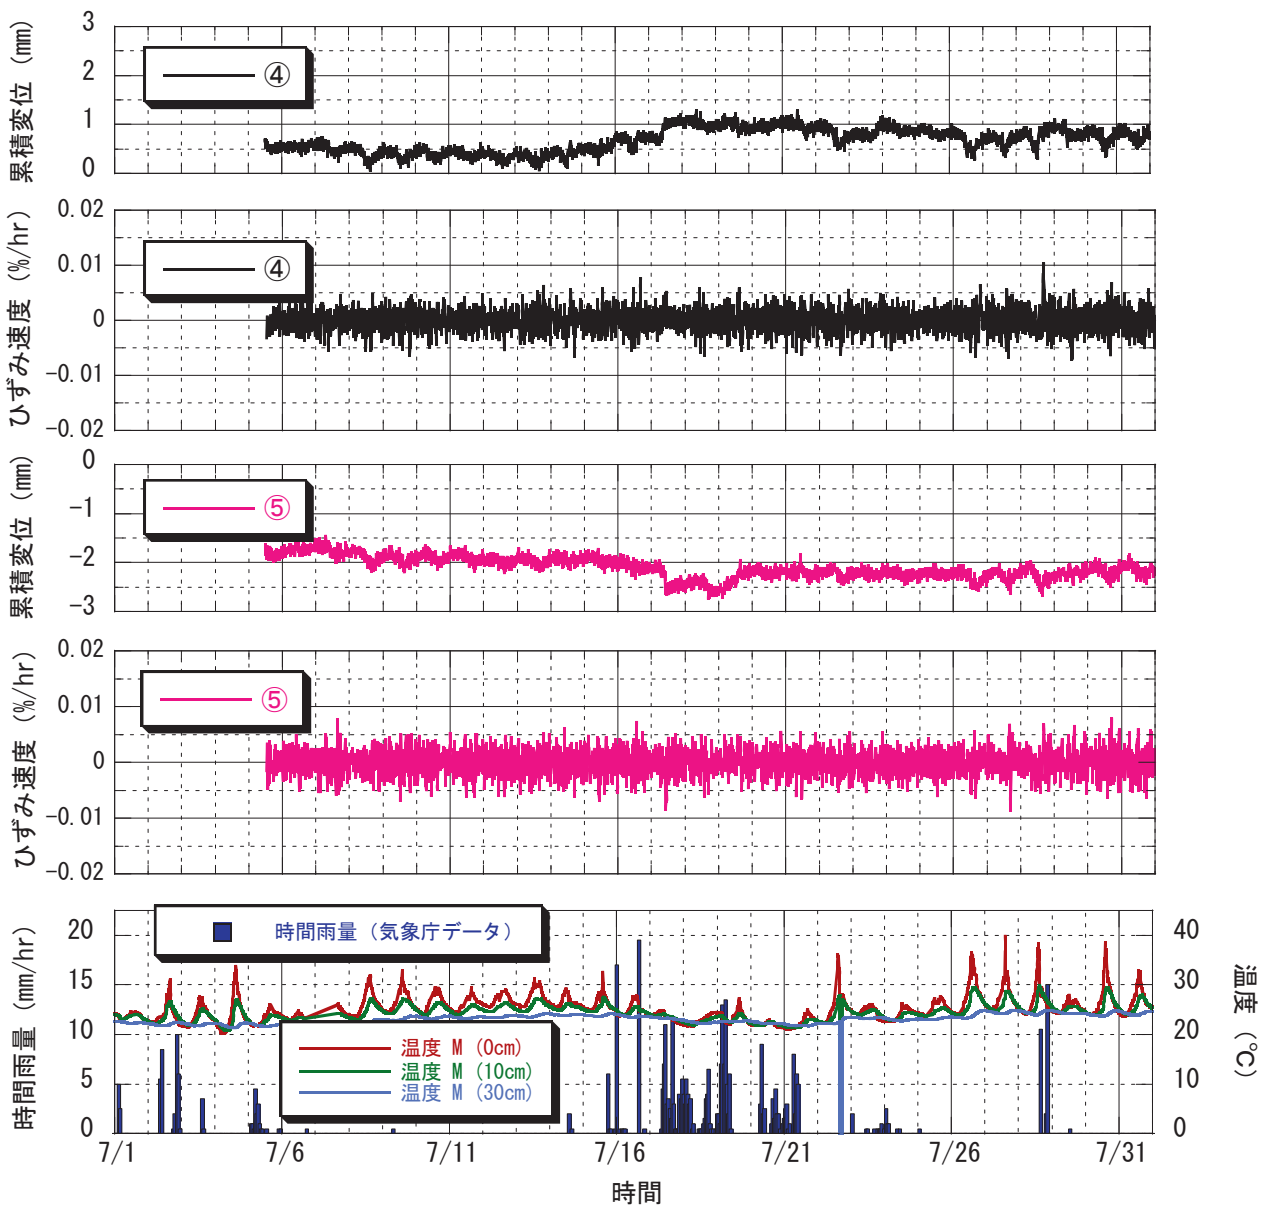 累積変位 (mm)
3
2
1
0
④
ひずみ速度 (%/hr)
0.02
0.01
0
-0.01
-0.02
④
累積変位 (mm)
0
-1
-2
-3
⑤
ひずみ速度 (%/hr)
0.02
0.01
0
-0.01
-0.02
⑤
時間雨量 (mm/hr)
20
15
10
5
0
時間雨量（気象庁データ）
温度 M (0cm)
温度 M (10cm)
温度 M (30cm)
40
30
20
10
0
温度 (℃)
7/1 7/6 7/11 7/16 7/21 7/26 7/31
時間